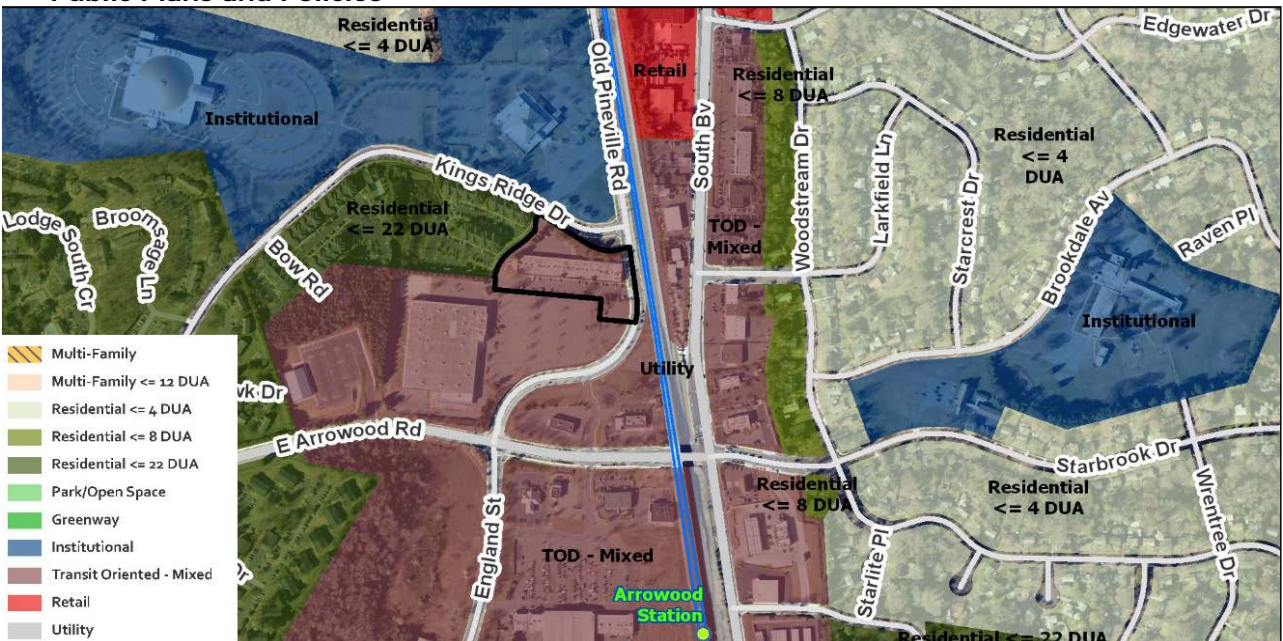 Public Plans and Policies
Residential
<= 4 DUA
Edgewater Dr
Old Pineville Rd
Retail
Residential
<= 8 DUA
Institutional
South Bv
Woodstream Dr
Larkfield Ln
Residential
<= 4
DUA
Kings Ridge Dr
Starcrest Dr
Brookdale Av
Raven Pl
Residential
<= 22 DUA
Lodge South Cr
Broomsage Ln
TOD -
Mixed
Bow Rd
Institutional
Utility
Multi-Family
Multi-Family <= 12 DUA
Residential <= 4 DUA
Residential <= 8 DUA
Residential <= 22 DUA
Park/Open Space
Greenway
Institutional
Transit Oriented - Mixed
Retail
Utility
wk Dr
E Arrowood Rd
Starbrook Dr
Residential
<= 8 DUA
Residential
<= 4 DUA
Wrentree Dr
England St
TOD - Mixed
Starlite Pl
Arrowood
Station
Residential <= 22 DUA